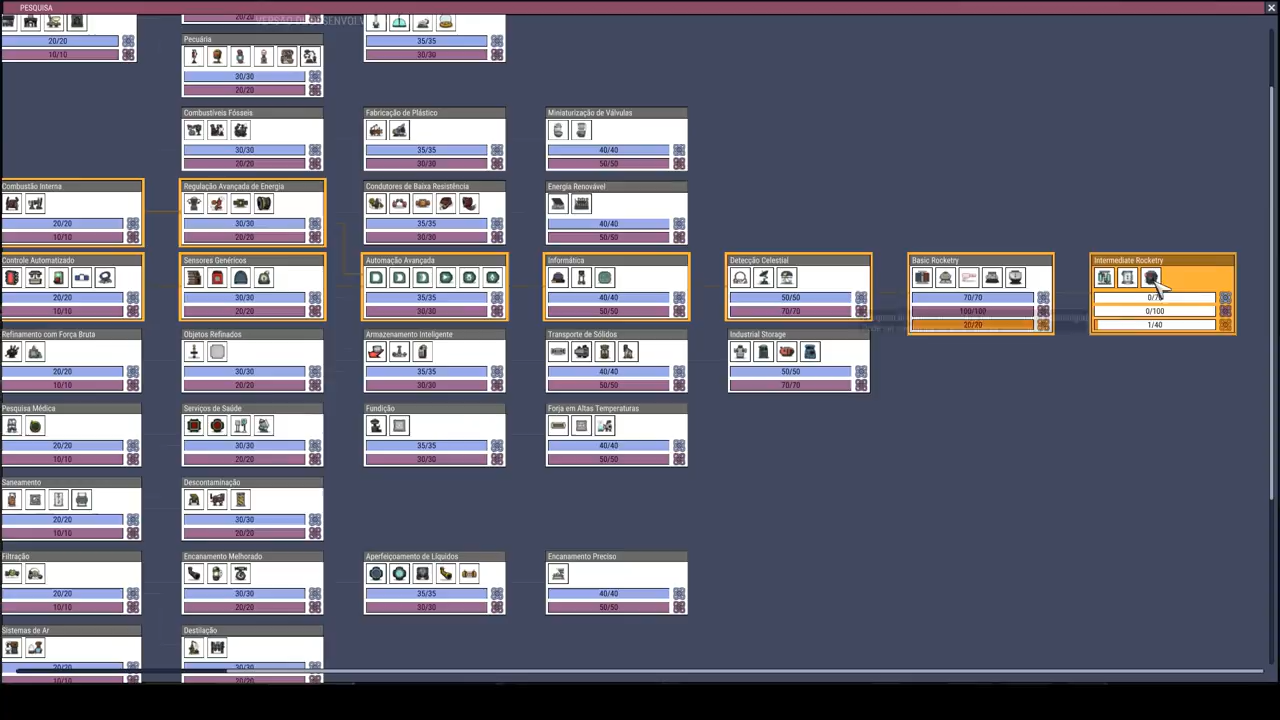 PESQUISA
20/20
10/10
35/35
30/30
Pecuária
30/30
20/20
Combustíveis Fósseis
30/30
20/20
Fabricação de Plástico
35/35
30/30
Miniaturização de Válvulas
40/40
50/50
Combustão Interna
20/20
10/10
Regulação Avançada de Energia
30/30
20/20
Condutores de Baixa Resistência
35/35
30/30
Energia Renovável
40/40
50/50
Controle Automatizado
20/20
10/10
Sensores Genéricos
30/30
20/20
Automação Avançada
35/35
30/30
Informática
40/40
50/50
Detecção Celestial
50/50
70/70
Basic Rocketry
70/70
100/100
20/20
Intermediate Rocketry
0/70
0/100
1/40
Refinamento com Força Bruta
20/20
10/10
Objetos Refinados
30/30
20/20
Armazenamento Inteligente
35/35
30/30
Transporte de Sólidos
40/40
50/50
Industrial Storage
50/50
70/70
Pesquisa Médica
20/20
10/10
Serviços de Saúde
30/30
20/20
Fundição
35/35
30/30
Forja em Altas Temperaturas
40/40
50/50
Saneamento
20/20
10/10
Descontaminação
30/30
20/20
Filtração
20/20
10/10
Encanamento Melhorado
30/30
20/20
Aperfeiçoamento de Líquidos
35/35
30/30
Encanamento Preciso
40/40
50/50
Sistemas de Ar
20/20
10/10
Destilação
30/30
20/20